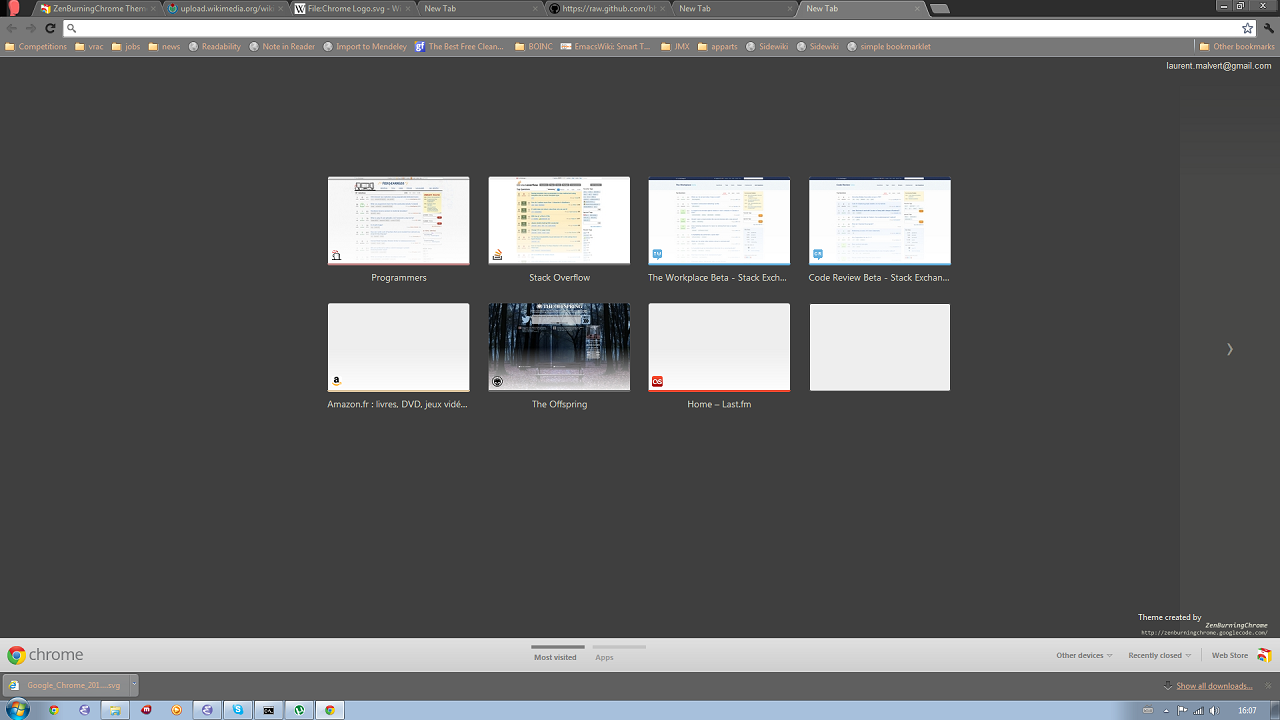 ZenBurningChrome Them
upload.wikimedia.org/wiki
File:Chrome Logo.svg - Wi
New Tab
https://raw.github.com/bl
New Tab
New Tab
Competitions
vrac
jobs
news
Readability
Note in Reader
Import to Mendeley
gf
The Best Free Clean...
BOINC
EmacsWiki: Smart T...
JMX
apparts
Sidewiki
Sidewiki
simple bookmarklet
Other bookmarks
laurent.malvert@gmail.com
Programmers
Stack Overflow
The Workplace Beta - Stack Exch...
Code Review Beta - Stack Exchan...
THE OFFSPRING
Amazon.fr : livres, DVD, jeux vidé...
The Offspring
Home – Last.fm
Theme created by
ZenBurningChrome
http://zenburningchrome.googlecode.com/
chrome
Most visited
Apps
Other devices
Recently closed
Web Store
Google_Chrome_201....svg
Show all downloads...
16:07